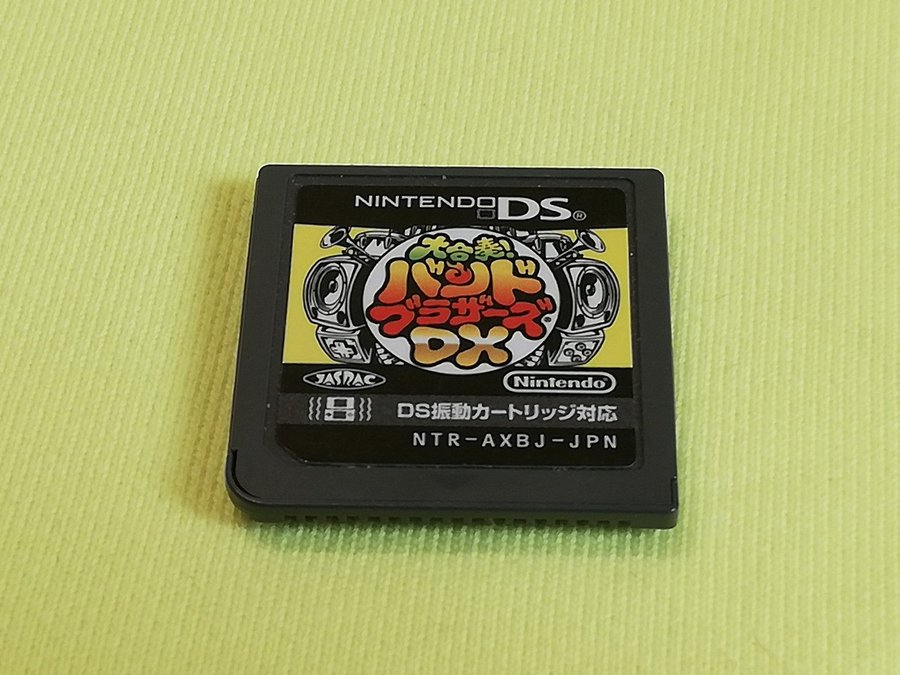 NINTENDO DS®
大合奏!
バンド
ブラザーズ
DX
JASRAC
Nintendo®
DS振動カートリッジ対応
NTR-AXBJ-JPN